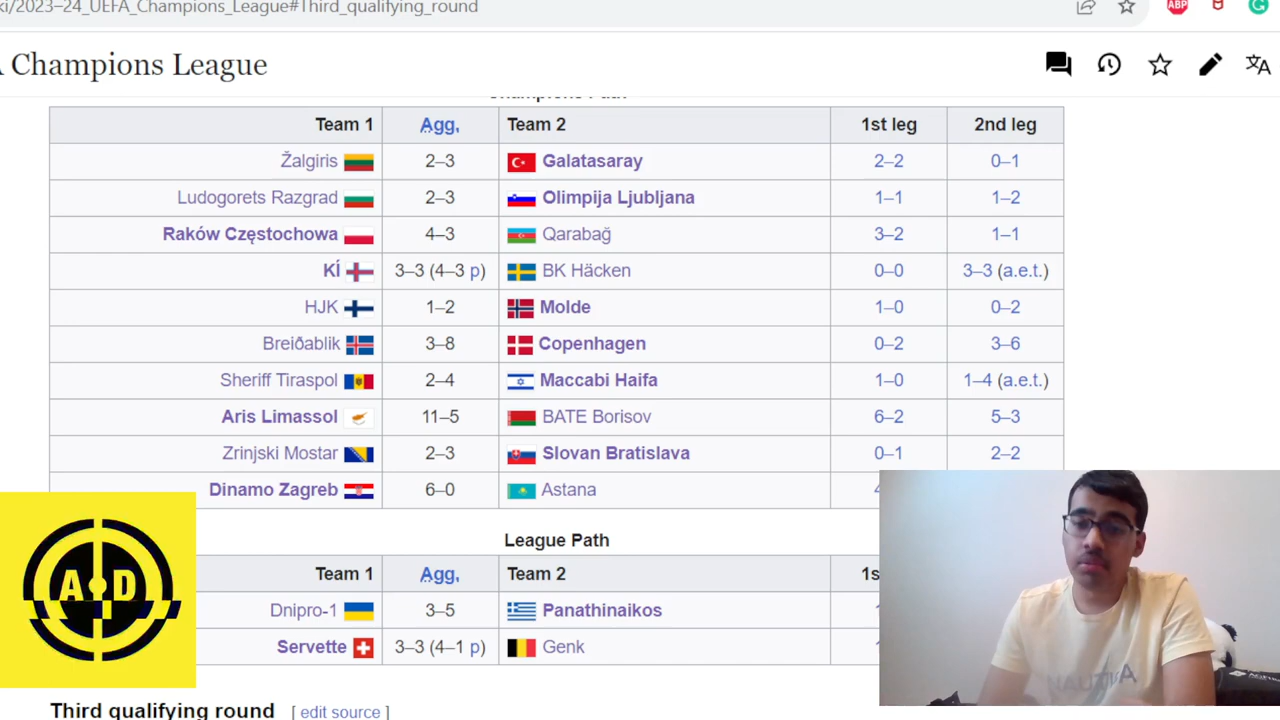 ki/2023–24_UEFA_Champions_League#Third_qualifying_round
ABP
A Champions League
Champions Path
Team 1 Agg. Team 2 1st leg 2nd leg
Žalgiris 2–3 Galatasaray 2–2 0–1
Ludogorets Razgrad 2–3 Olimpija Ljubljana 1–1 1–2
Raków Częstochowa 4–3 Qarabağ 3–2 1–1
KÍ 3–3 (4–3 p) BK Häcken 0–0 3–3 (a.e.t.)
HJK 1–2 Molde 1–0 0–2
Breiðablik 3–8 Copenhagen 0–2 3–6
Sheriff Tiraspol 2–4 Maccabi Haifa 1–0 1–4 (a.e.t.)
Aris Limassol 11–5 BATE Borisov 6–2 5–3
Zrinjski Mostar 2–3 Slovan Bratislava 0–1 2–2
Dinamo Zagreb 6–0 Astana
League Path
Team 1 Agg. Team 2 1s
Dnipro-1 3–5 Panathinaikos
Servette 3–3 (4–1 p) Genk
Third qualifying round [ edit source ]
A D
NAUTICA